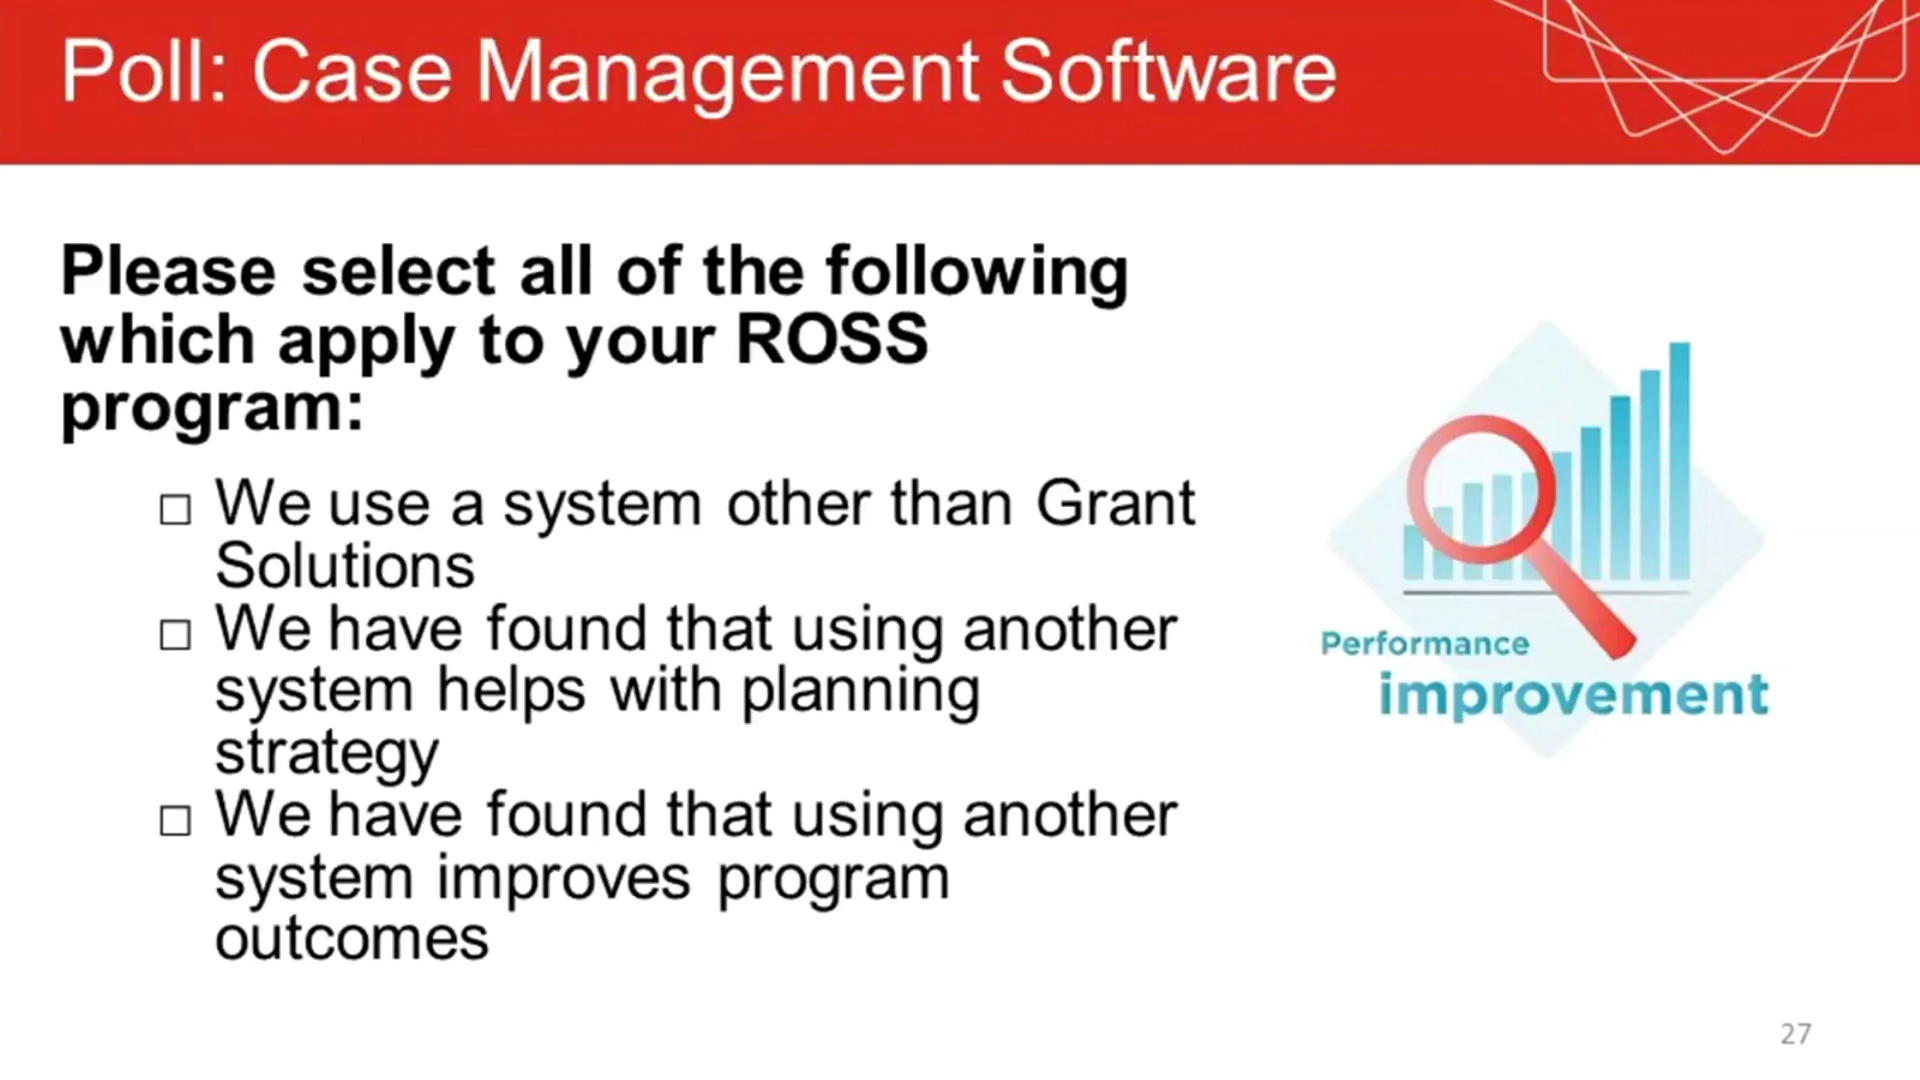 Poll: Case Management Software
Please select all of the following
which apply to your ROSS
program:
□ We use a system other than Grant
Solutions
□ We have found that using another
system helps with planning
strategy
□ We have found that using another
system improves program
outcomes
Performance
improvement
27